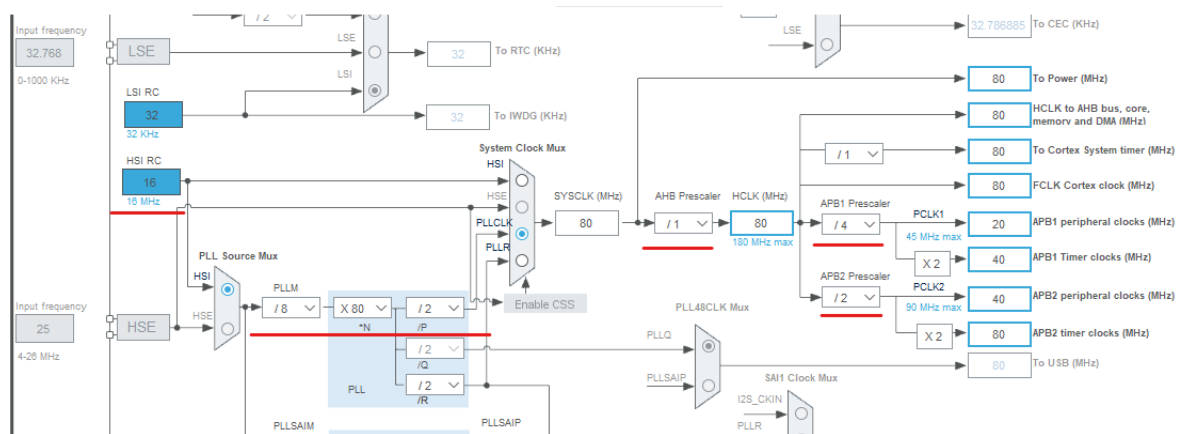 Input frequency
32.768
0-1000 KHz
LSE
/ 2
LSE
LSI
32
To RTC (KHz)
LSI RC
32
32 KHz
32
To IWDG (KHz)
HSI RC
16
16 MHz
System Clock Mux
HSI
HSE
PLLCLK
PLLR
SYSCLK (MHz)
80
AHB Prescaler
/ 1
HCLK (MHz)
80
180 MHz max
LSE
32.786885
To CEC (KHz)
80
To Power (MHz)
80
HCLK to AHB bus, core,
memory and DMA (MHz)
/ 1
80
To Cortex System timer (MHz)
80
FCLK Cortex clock (MHz)
APB1 Prescaler
/ 4
PCLK1
45 MHz max
20
APB1 peripheral clocks (MHz)
X 2
40
APB1 Timer clocks (MHz)
APB2 Prescaler
/ 2
PCLK2
90 MHz max
40
APB2 peripheral clocks (MHz)
X 2
80
APB2 timer clocks (MHz)
PLL Source Mux
HSI
HSE
PLLM
/ 8
X 80
*N
/ 2
/P
/ 2
/Q
/ 2
/R
PLL
Enable CSS
Input frequency
25
4-26 MHz
HSE
PLL48CLK Mux
PLLQ
PLLSAIP
80
To USB (MHz)
SAI1 Clock Mux
I2S_CKIN
PLLR
PLLSAIM
PLLSAIP